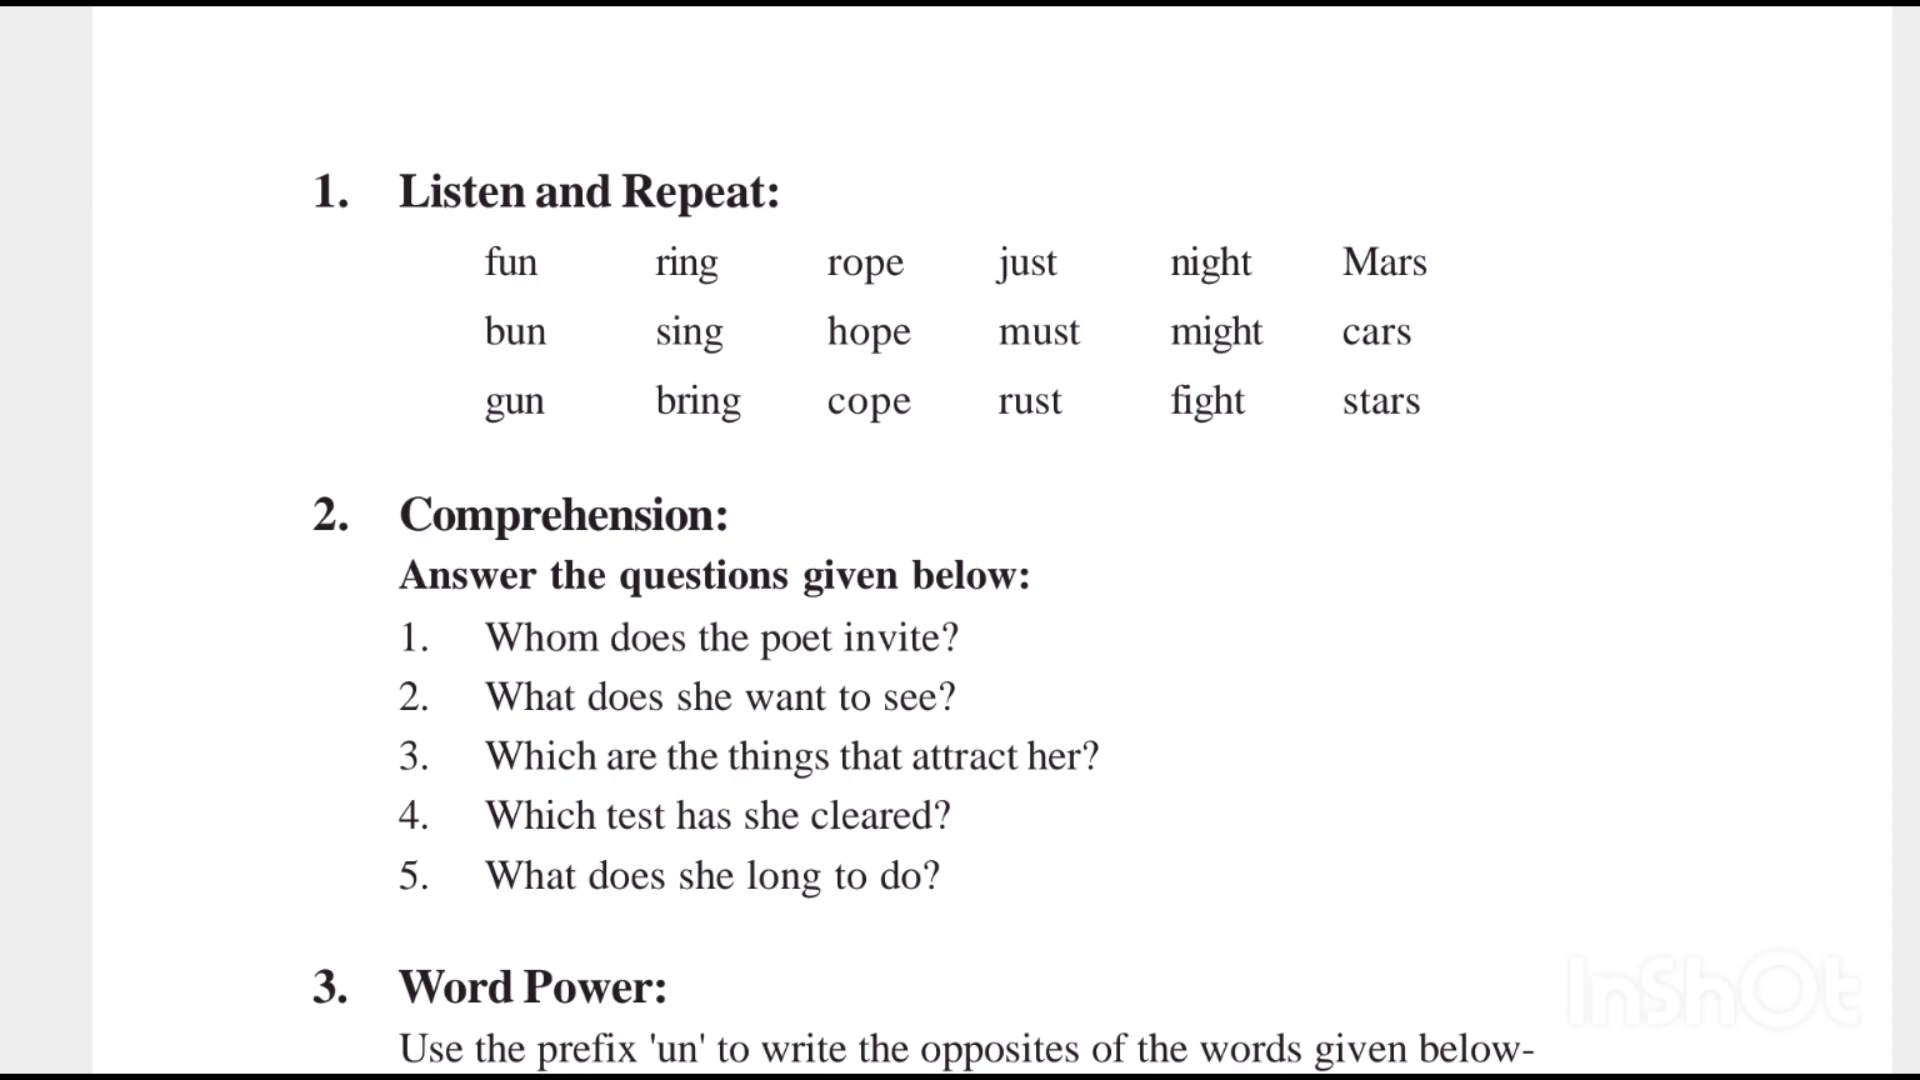 1. Listen and Repeat:
fun ring rope just night Mars
bun sing hope must might cars
gun bring cope rust fight stars
2. Comprehension:
Answer the questions given below:
1. Whom does the poet invite?
2. What does she want to see?
3. Which are the things that attract her?
4. Which test has she cleared?
5. What does she long to do?
3. Word Power:
Use the prefix 'un' to write the opposites of the words given below-
InShOt